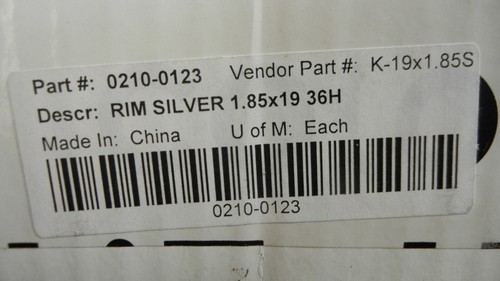 Part #: 0210-0123 Vendor Part #: K-19x1.85S
Descr: RIM SILVER 1.85x19 36H
Made In: China U of M: Each
0210-0123